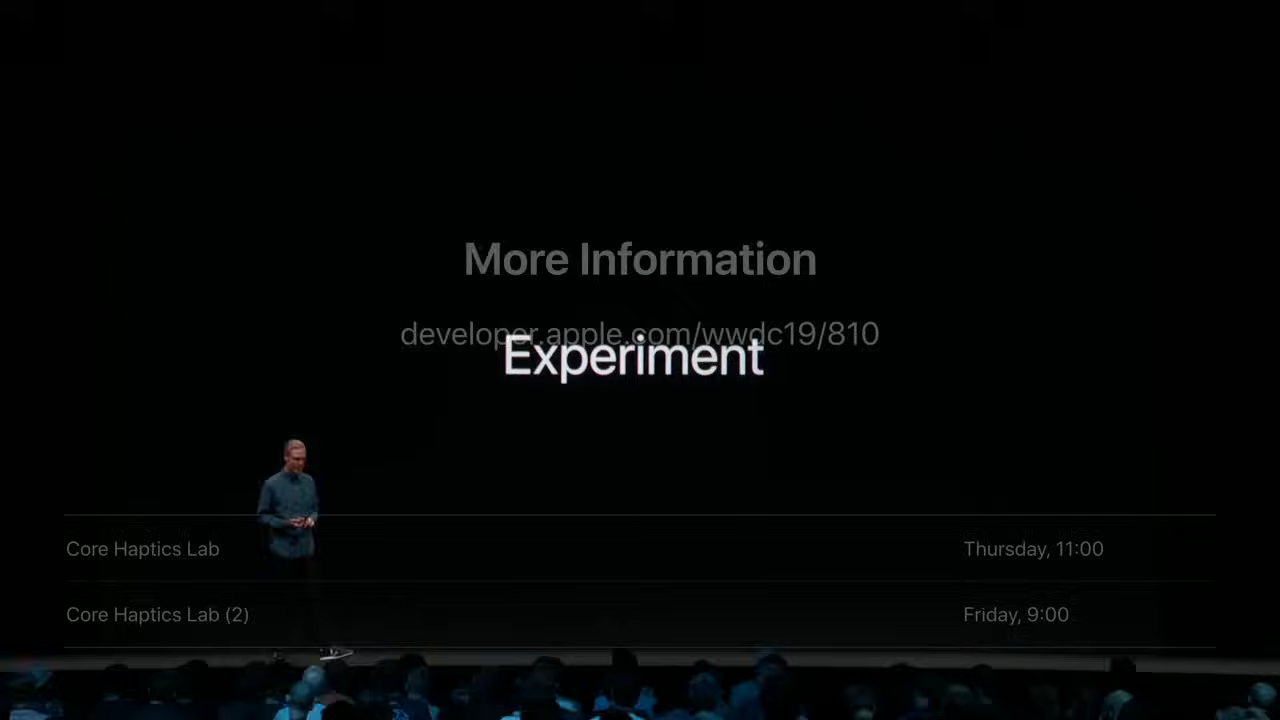 More Information
developer.apple.com/wwdc19/810
Experiment
Core Haptics Lab Thursday, 11:00
Core Haptics Lab (2) Friday, 9:00